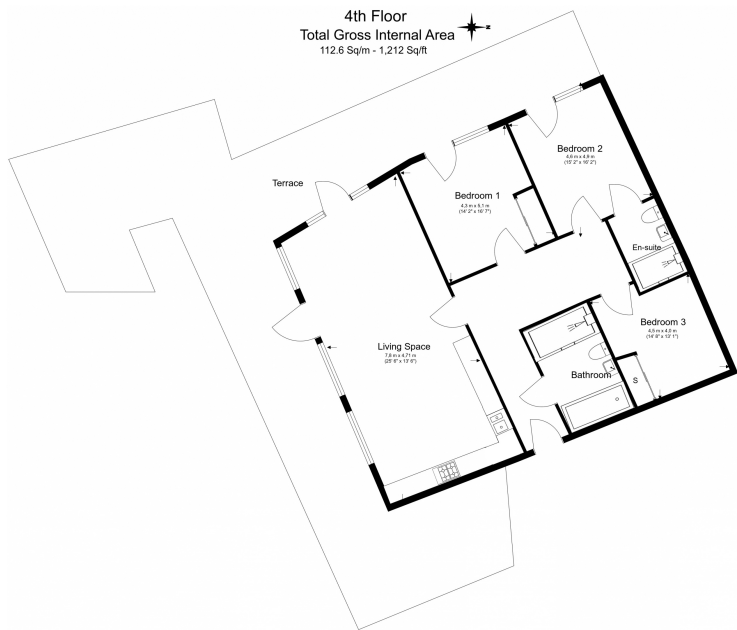 4th Floor
Total Gross Internal Area
112.6 Sq/m - 1,212 Sq/ft
N
Terrace
Bedroom 2
4,6 m x 4,9 m
(15' 2" x 16' 2")
Bedroom 1
4,3 m x 5,1 m
(14' 2" x 16' 7")
En-suite
Bedroom 3
4,5 m x 4,0 m
(14' 8" x 13' 1")
Living Space
7,8 m x 4,71 m
(25' 6" x 13' 6")
Bathroom
S